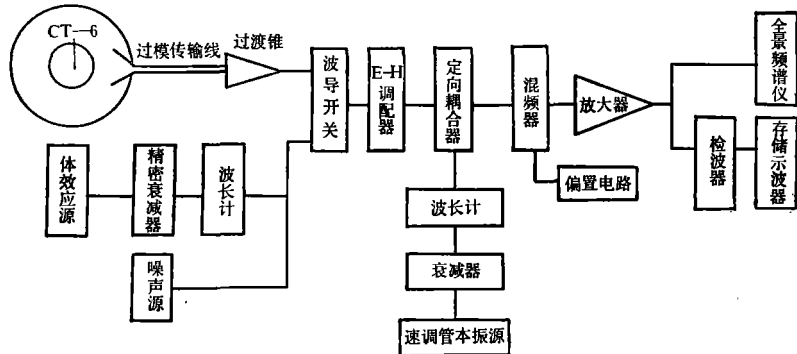 CT—6
过模传输线
过渡锥
波导开关
E—H
调配器
定向耦合器
混频器
放大器
全景频谱仪
检波器
存储示波器
偏置电路
体效应源
精密衰减器
波长计
噪声源
波长计
衰减器
速调管本振源